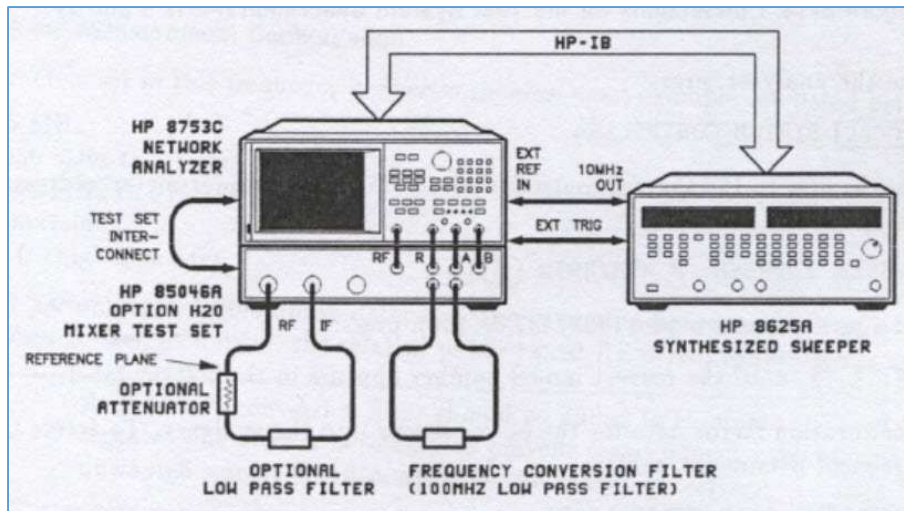 HP-IB
HP 8753C
NETWORK
ANALYZER
EXT
REF
IN
10MHz
OUT
TEST SET
INTER-
CONNECT
EXT TRIG
RF
R
A
B
HP 85046A
OPTION H20
MIXER TEST SET
RF
IF
HP 8625A
SYNTHESIZED SWEEPER
REFERENCE PLANE
OPTIONAL
ATTENUATOR
OPTIONAL
LOW PASS FILTER
FREQUENCY CONVERSION FILTER
(100MHZ LOW PASS FILTER)